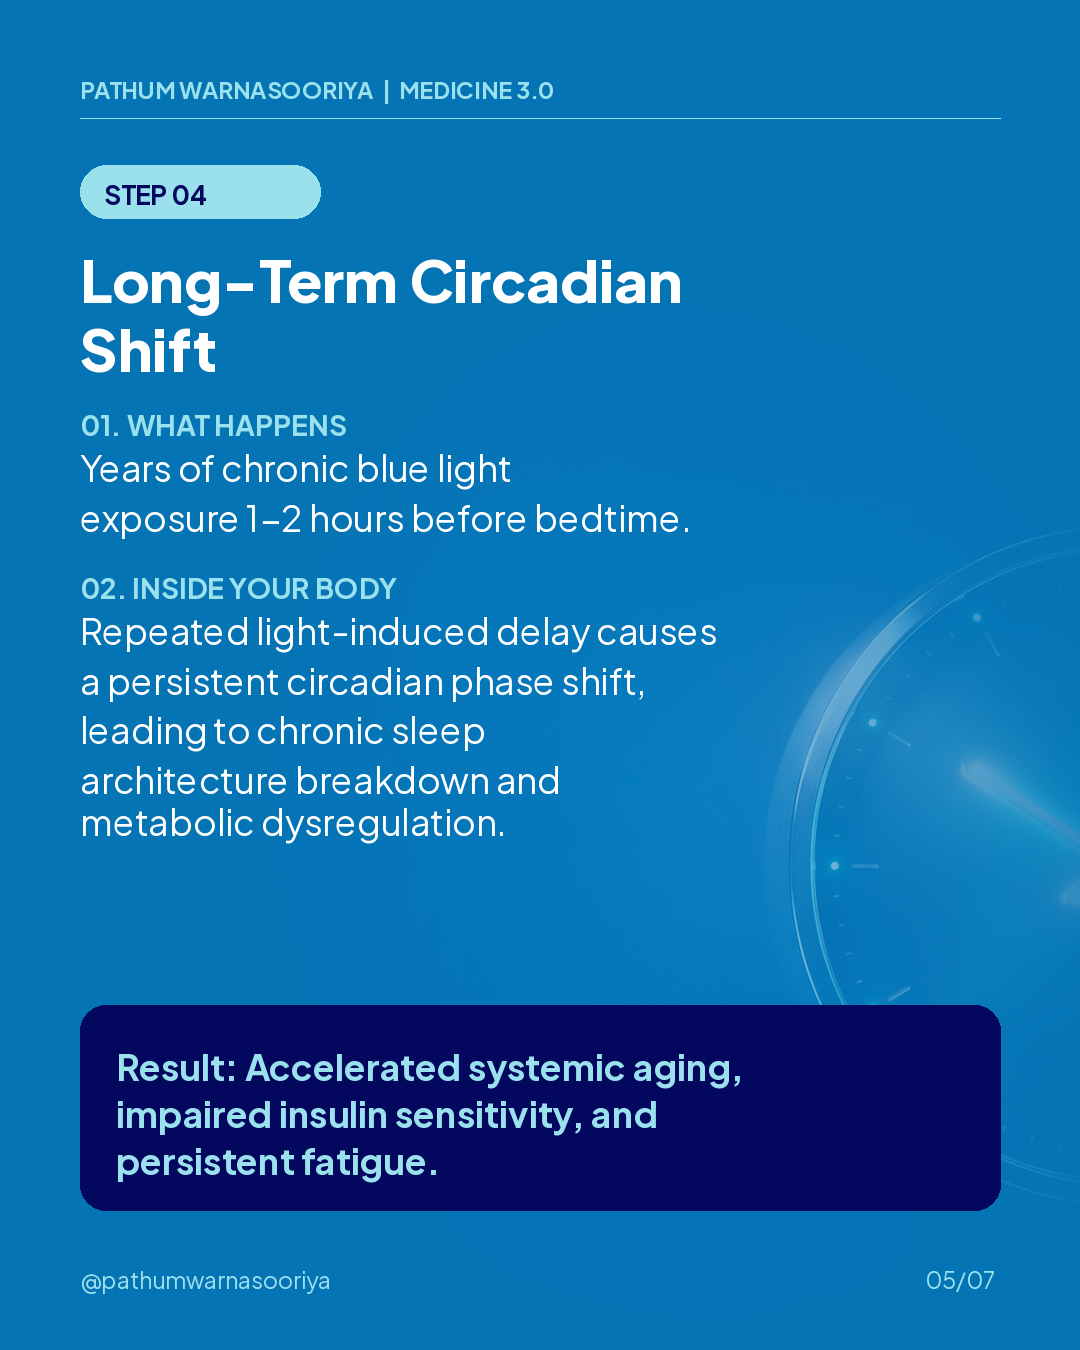 PATHUM WARNASOORIYA | MEDICINE 3.0
STEP 04
Long-Term Circadian
Shift
01. WHAT HAPPENS
Years of chronic blue light
exposure 1–2 hours before bedtime.
02. INSIDE YOUR BODY
Repeated light-induced delay causes
a persistent circadian phase shift,
leading to chronic sleep
architecture breakdown and
metabolic dysregulation.
Result: Accelerated systemic aging,
impaired insulin sensitivity, and
persistent fatigue.
@pathumwarnasooriya
05/07